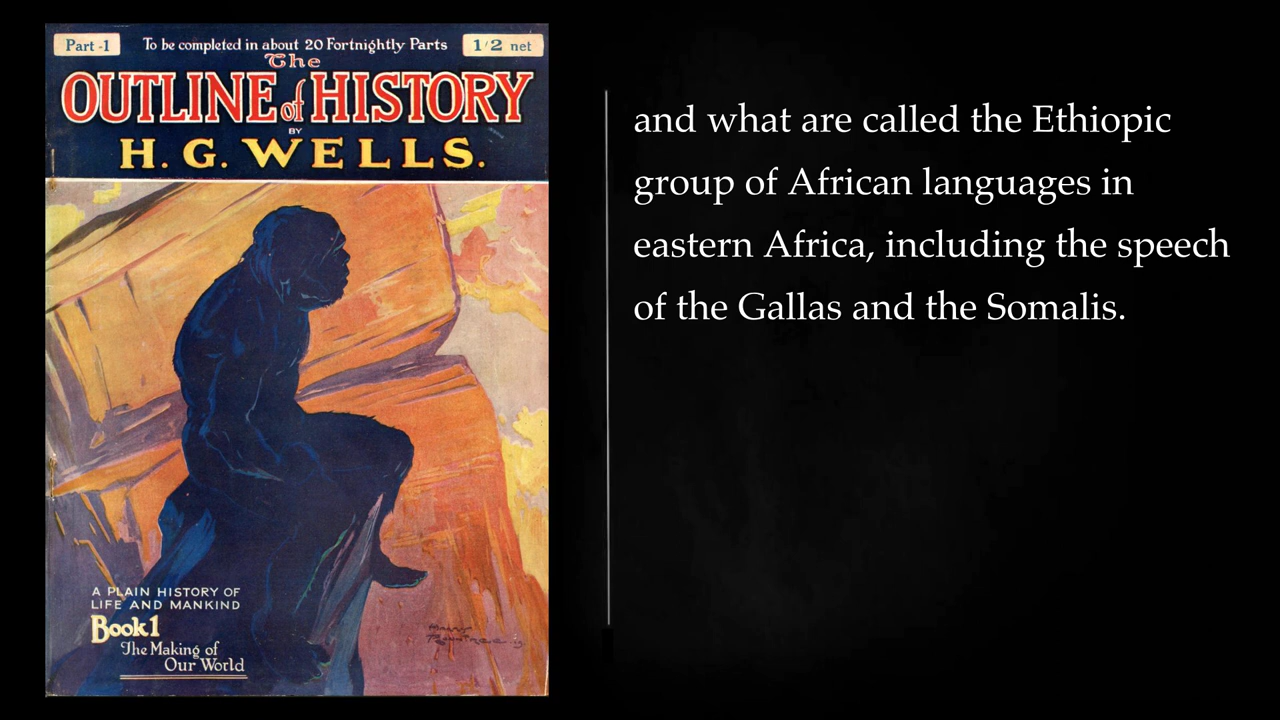 Part-1
To be completed in about 20 Fortnightly Parts
1/2 net
The
OUTLINE of HISTORY
BY
H. G. WELLS.
A PLAIN HISTORY OF
LIFE AND MANKIND
Book 1
The Making of
Our World
and what are called the Ethiopic
group of African languages in
eastern Africa, including the speech
of the Gallas and the Somalis.